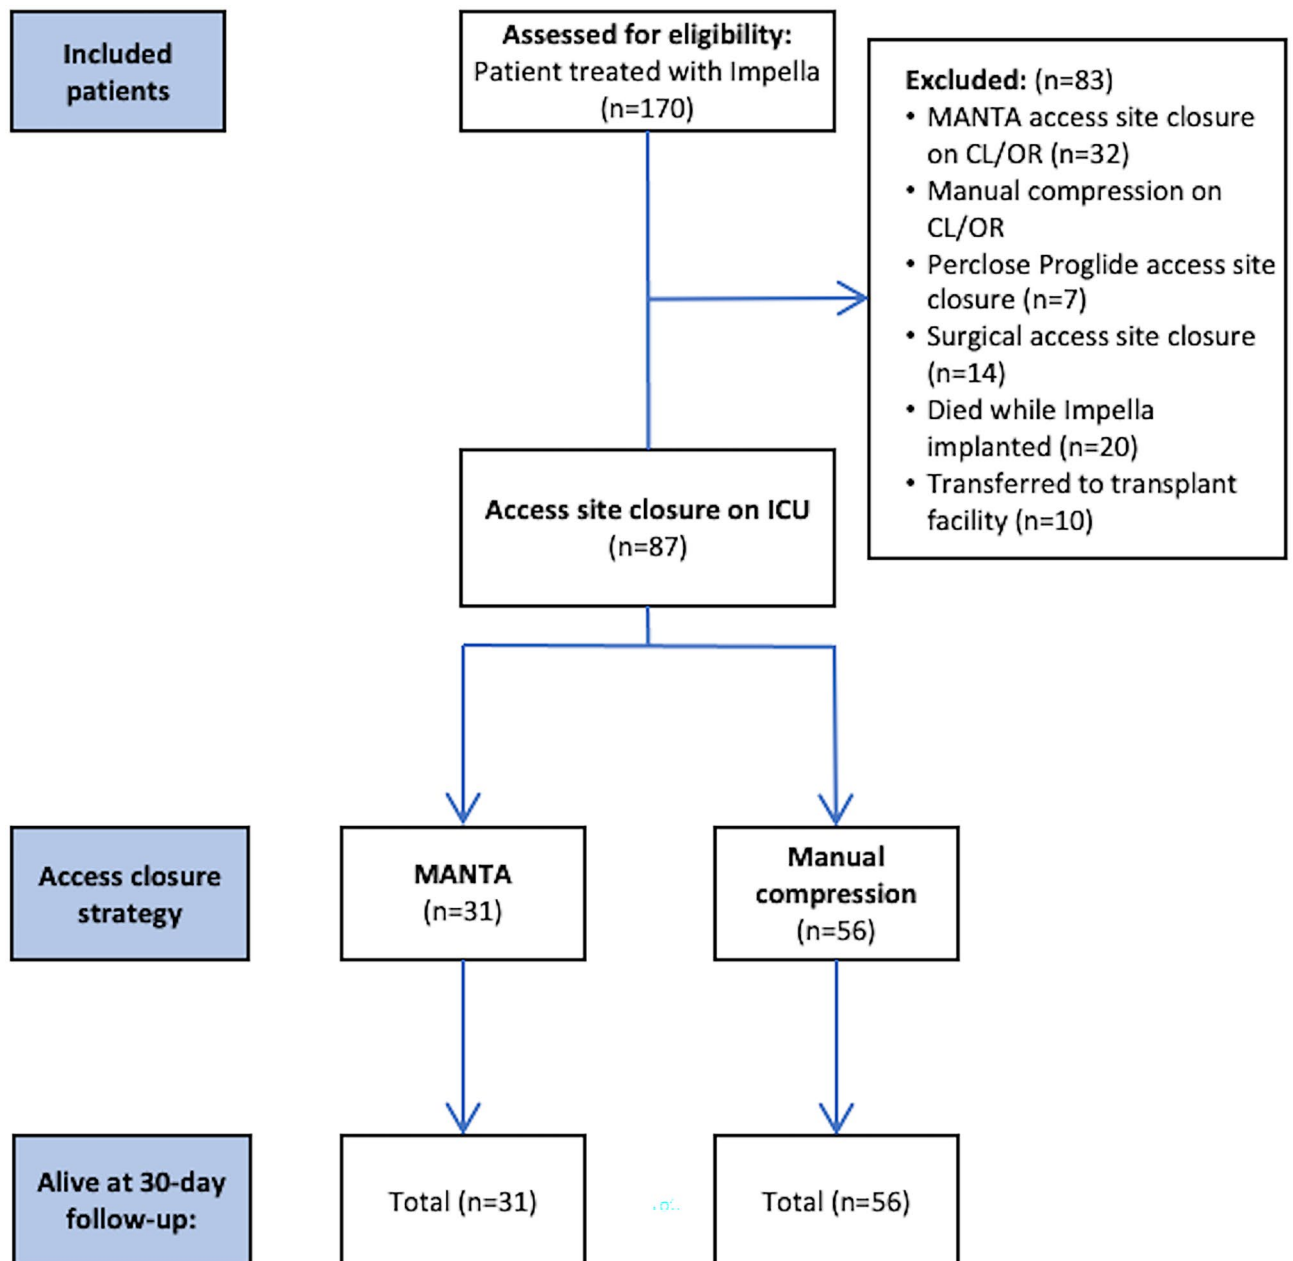 Included
patients
Assessed for eligibility:
Patient treated with Impella
(n=170)
Excluded: (n=83)
• MANTA access site closure
on CL/OR (n=32)
• Manual compression on
CL/OR
• Perclose Proglide access site
closure (n=7)
• Surgical access site closure
(n=14)
• Died while Impella
implanted (n=20)
• Transferred to transplant
facility (n=10)
Access site closure on ICU
(n=87)
Access closure
strategy
MANTA
(n=31)
Manual
compression
(n=56)
Alive at 30-day
follow-up:
Total (n=31)
Total (n=56)